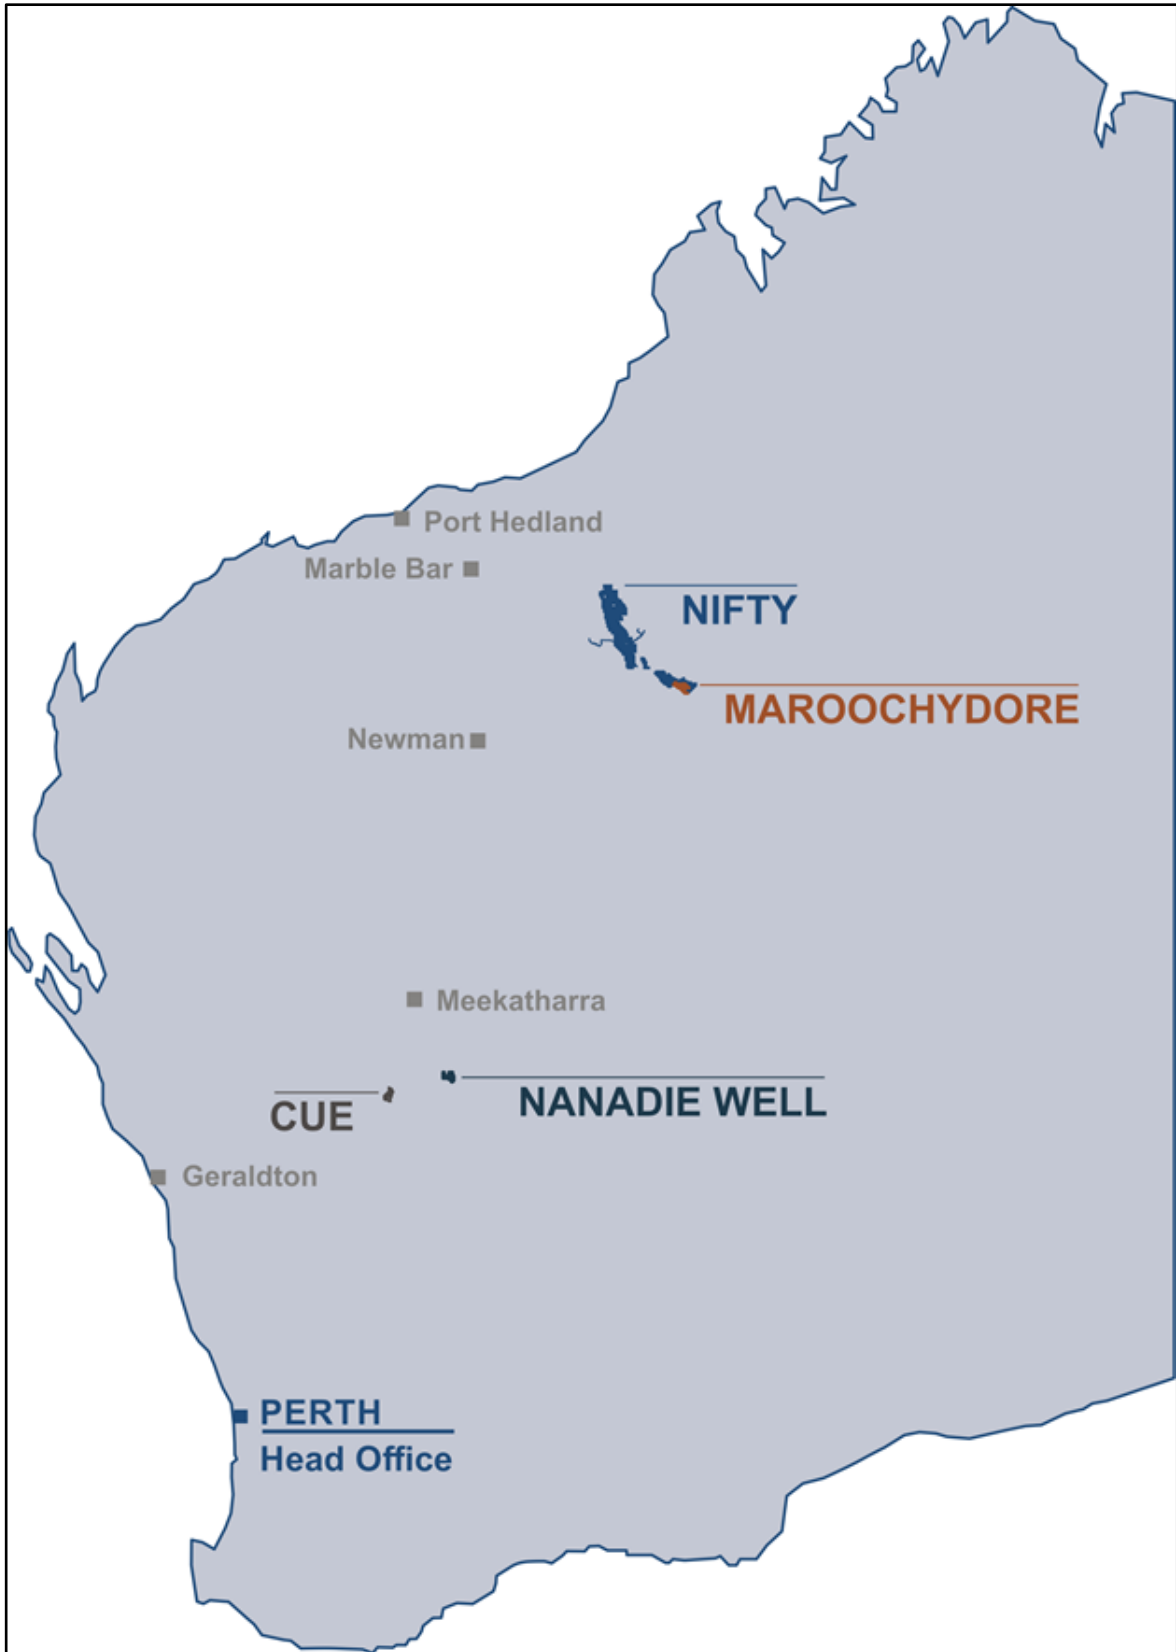 Port Hedland
Marble Bar
NIFTY
MAROOCHYDORE
Newman
Meekatharra
NANADIE WELL
CUE
Geraldton
PERTH
Head Office